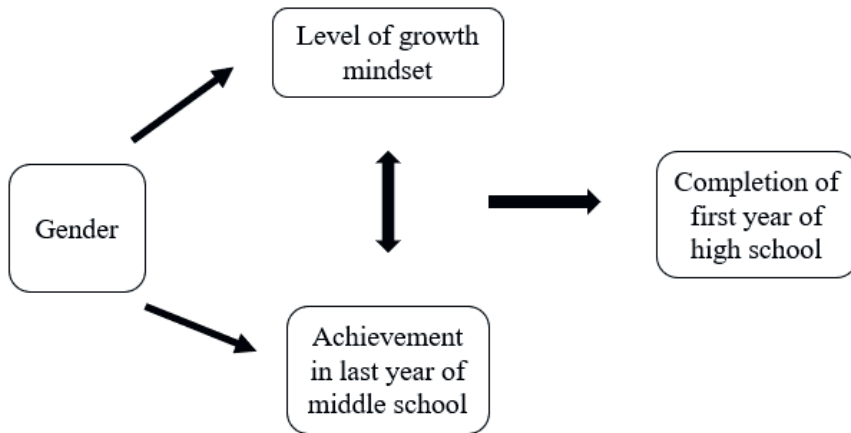 Level of growth
mindset
Gender
Completion of
first year of
high school
Achievement
in last year of
middle school